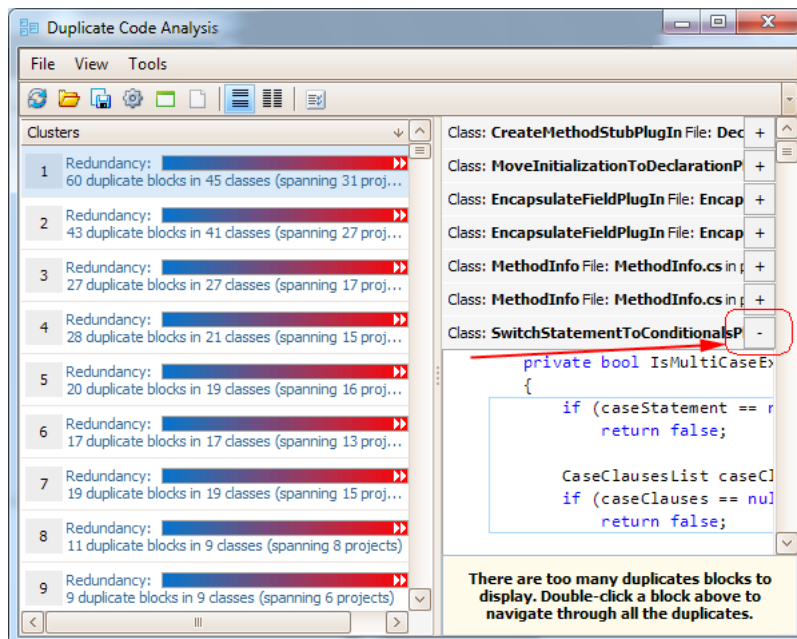 Duplicate Code Analysis
File View Tools
Clusters
1
Redundancy:
60 duplicate blocks in 45 classes (spanning 31 proj...
2
Redundancy:
43 duplicate blocks in 41 classes (spanning 27 proj...
3
Redundancy:
27 duplicate blocks in 27 classes (spanning 17 proj...
4
Redundancy:
28 duplicate blocks in 21 classes (spanning 15 proj...
5
Redundancy:
20 duplicate blocks in 19 classes (spanning 16 proj...
6
Redundancy:
17 duplicate blocks in 17 classes (spanning 13 proj...
7
Redundancy:
19 duplicate blocks in 19 classes (spanning 15 proj...
8
Redundancy:
11 duplicate blocks in 9 classes (spanning 8 projects)
9
Redundancy:
9 duplicate blocks in 9 classes (spanning 6 projects)
Class: CreateMethodStubPlugIn File: Dec +
Class: MoveInitializationToDeclarationP +
Class: EncapsulateFieldPlugIn File: Encap +
Class: EncapsulateFieldPlugIn File: Encap +
Class: MethodInfo File: MethodInfo.cs in p +
Class: MethodInfo File: MethodInfo.cs in p +
Class: SwitchStatementToConditionalsP -
private bool IsMultiCaseEx
{
if (caseStatement == n
return false;
CaseClausesList caseCl
if (caseClauses == nul
return false;
There are too many duplicates blocks to
display. Double-click a block above to
navigate through all the duplicates.